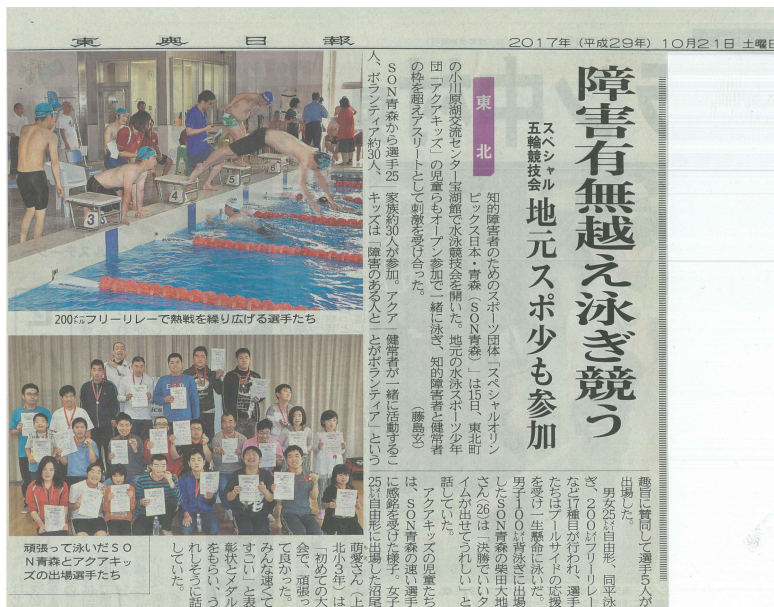 東奥日報
2017年（平成29年）10月21日 土曜日
障害有無越え泳ぎ競う
スペシャル
五輪競技会
地元スポ少も参加
東北
知的障害者のためのスポーツ団体「スペシャルオリン
ピックス日本・青森（ＳＯＮ青森）」は15日、東北町
の小川原湖交流センター宝湖館で水泳競技会を開いた。地元の水泳スポーツ少年
団「アクアキッズ」の児童らもオープン参加で一緒に泳ぎ、知的障害者と健常者
の枠を超えアスリートとして刺激を受け合った。（藤島玄）
ＳＯＮ青森から選手25
人、ボランティア約30人、
家族約30人が参加。アクア
キッズは「障害のある人と
健常者が一緒に活動するこ
とがボランティア」という
趣旨に賛同して選手５人が
出場した。
男女25㍍自由形、同平泳
ぎ、２００㍍フリーリレー
など17種目が行われ、選手
たちはプールサイドの応援
を受け一生懸命に泳いだ。
男子１００㍍背泳ぎに出場
したＳＯＮ青森の柴田大地
さん(26)は「決勝でいいタ
イムが出せてうれしい」と
話していた。
アクアキッズの児童たち
は、ＳＯＮ青森の速い選手
に感銘を受けた様子。女子
25㍍自由形に出場した沼尾
萌愛さん（上
北小３年）は
「初めての大
会で、頑張っ
て良かった。
みんな速くて
すごい」と表
彰状とメダル
をもらい、う
れしそうに話
していた。
3
4
5
6
200㍍フリーリレーで熱戦を繰り広げる選手たち
頑張って泳いだＳＯ
Ｎ青森とアクアキッ
ズの出場選手たち